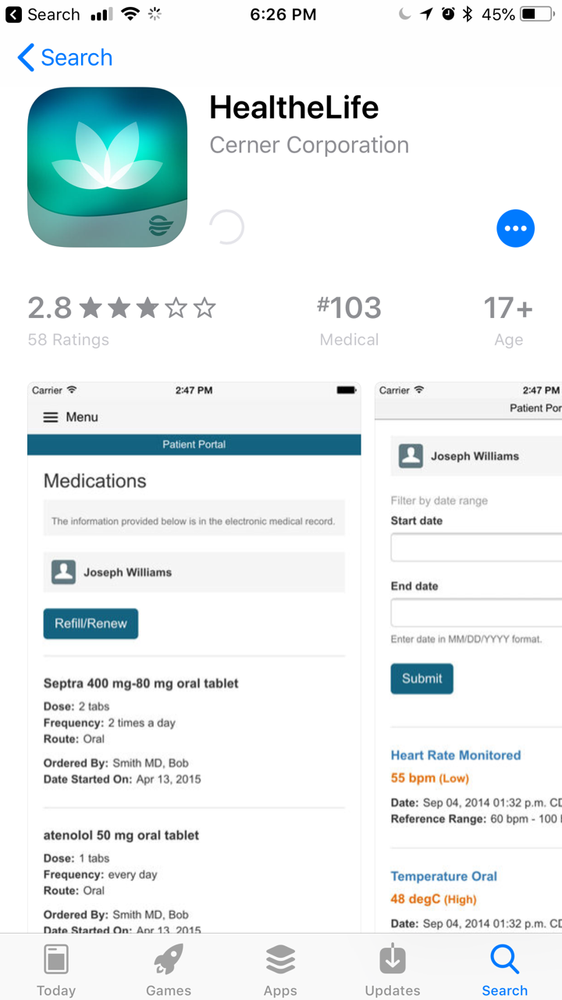 Search 6:26 PM 45%
Search
HealtheLife
Cerner Corporation
2.8 #103 17+
58 Ratings Medical Age
Carrier 2:47 PM
Menu
Patient Portal
Medications
The information provided below is in the electronic medical record.
Joseph Williams
Refill/Renew
Septra 400 mg-80 mg oral tablet
Dose: 2 tabs
Frequency: 2 times a day
Route: Oral
Ordered By: Smith MD, Bob
Date Started On: Apr 13, 2015
atenolol 50 mg oral tablet
Dose: 1 tabs
Frequency: every day
Route: Oral
Ordered By: Smith MD, Bob
Date Started On: Apr 13, 2015
Carrier 2:47 PM
Patient Por
Joseph Williams
Filter by date range
Start date
End date
Enter date in MM/DD/YYYY format.
Submit
Heart Rate Monitored
55 bpm (Low)
Date: Sep 04, 2014 01:32 p.m. CD
Reference Range: 60 bpm - 100
Temperature Oral
48 degC (High)
Date: Sep 04, 2014 01:32 p.m. CD
Today Games Apps Updates Search